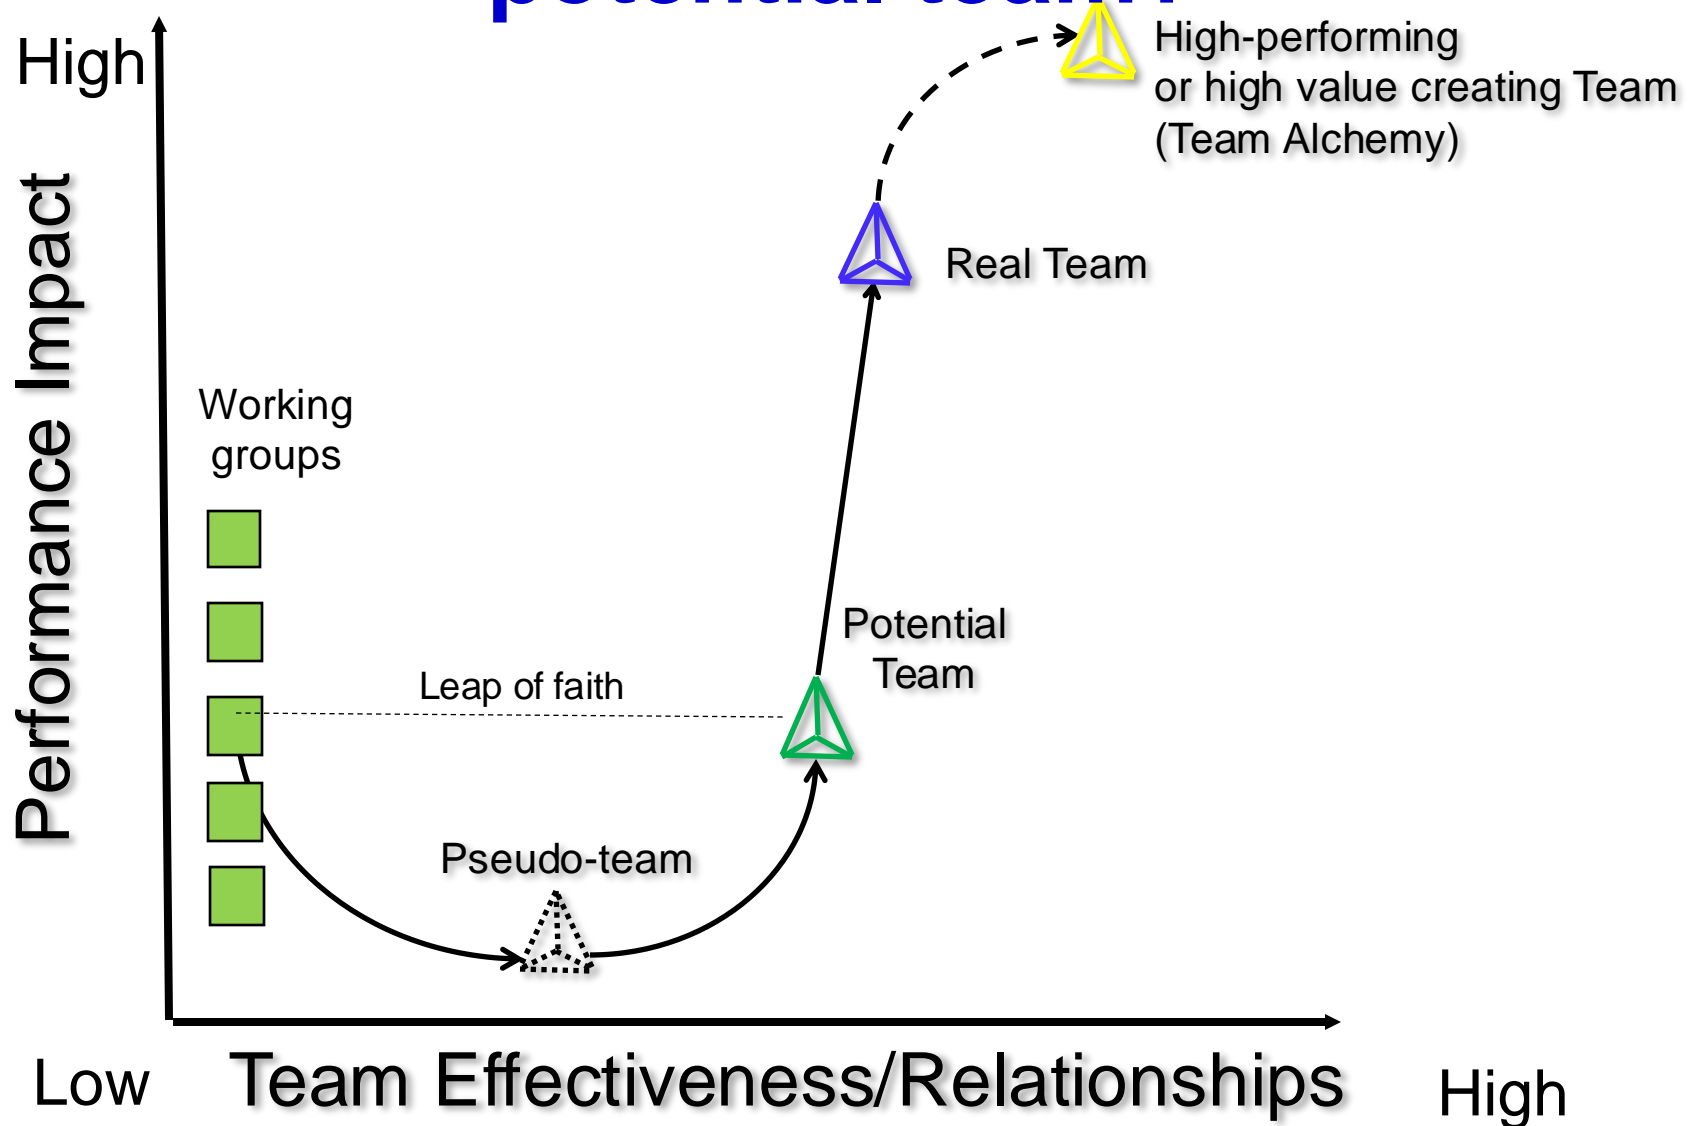 High
High-performing
or high value creating Team
(Team Alchemy)
Real Team
Performance Impact
Working
groups
Potential
Team
Leap of faith
Pseudo-team
Low
Team Effectiveness/Relationships
High